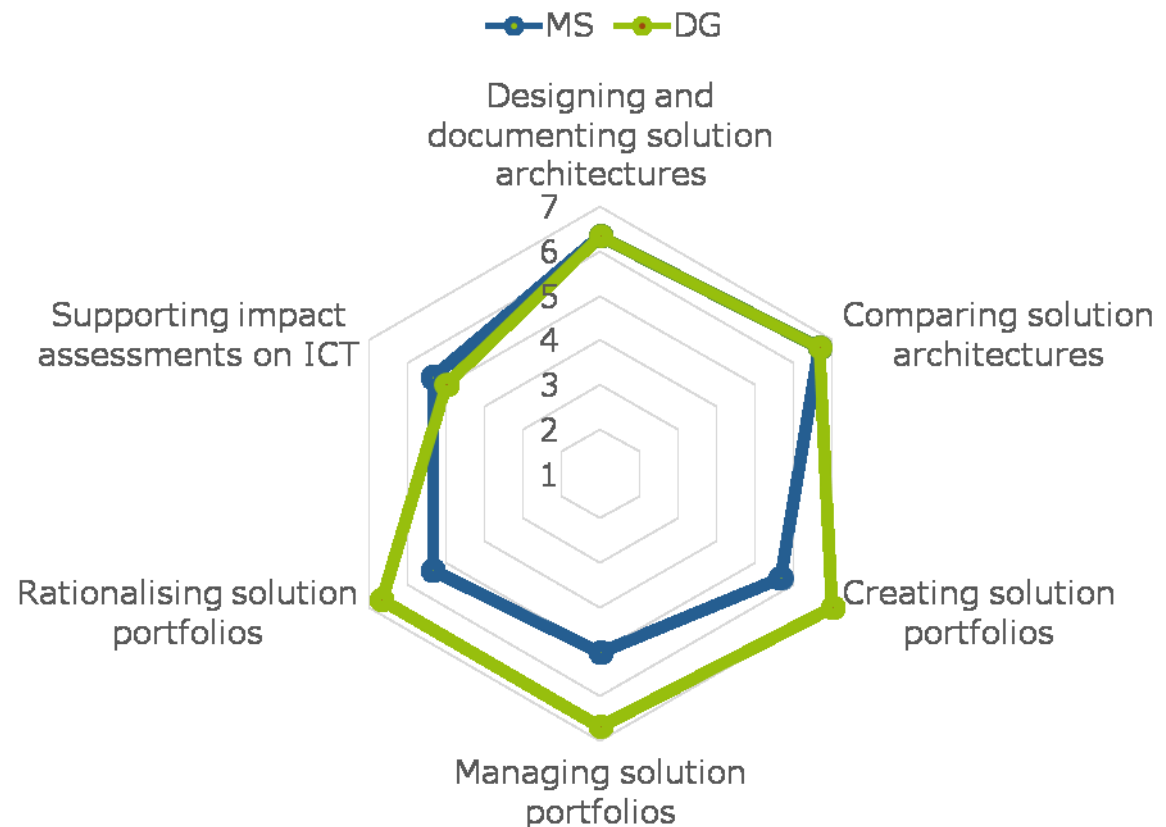 MS DG
Designing and
documenting solution
architectures
7
6
5
4
3
2
1
Supporting impact
assessments on ICT
Comparing solution
architectures
Rationalising solution
portfolios
Creating solution
portfolios
Managing solution
portfolios